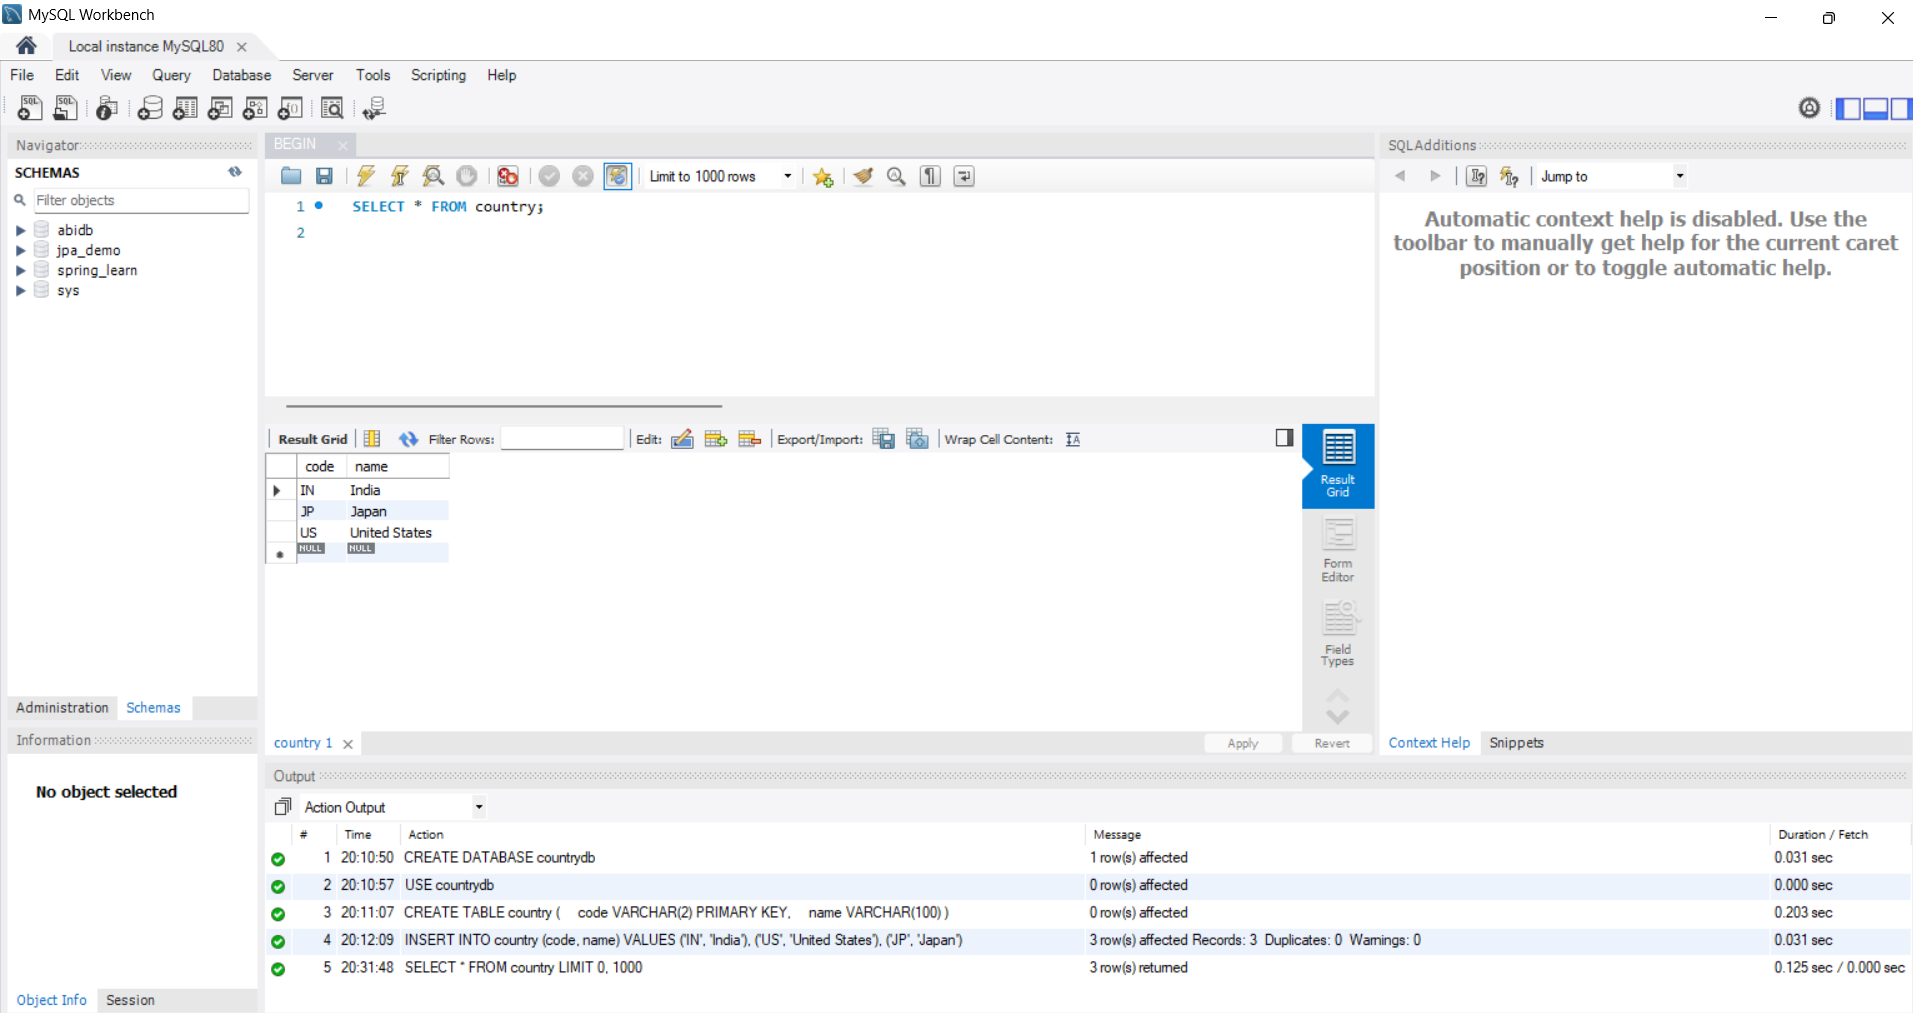 MySQL Workbench
Local instance MySQL80
File Edit View Query Database Server Tools Scripting Help
Navigator
SCHEMAS
Filter objects
abidb
jpa_demo
spring_learn
sys
Administration Schemas
Information
No object selected
Object Info Session
BEGIN
Limit to 1000 rows
1 SELECT * FROM country;
2
Result Grid Filter Rows: Edit: Export/Import: Wrap Cell Content:
code name
IN India
JP Japan
US United States
NULL NULL
Result
Grid
Form
Editor
Field
Types
country 1
Apply Revert
SQLAdditions
Jump to
Automatic context help is disabled. Use the
toolbar to manually get help for the current caret
position or to toggle automatic help.
Context Help Snippets
Output
Action Output
# Time Action Message Duration / Fetch
1 20:10:50 CREATE DATABASE countrydb 1 row(s) affected 0.031 sec
2 20:10:57 USE countrydb 0 row(s) affected 0.000 sec
3 20:11:07 CREATE TABLE country ( code VARCHAR(2) PRIMARY KEY, name VARCHAR(100) ) 0 row(s) affected 0.203 sec
4 20:12:09 INSERT INTO country (code, name) VALUES ('IN', 'India'), ('US', 'United States'), ('JP', 'Japan') 3 row(s) affected Records: 3 Duplicates: 0 Warnings: 0 0.031 sec
5 20:31:48 SELECT * FROM country LIMIT 0, 1000 3 row(s) returned 0.125 sec / 0.000 sec